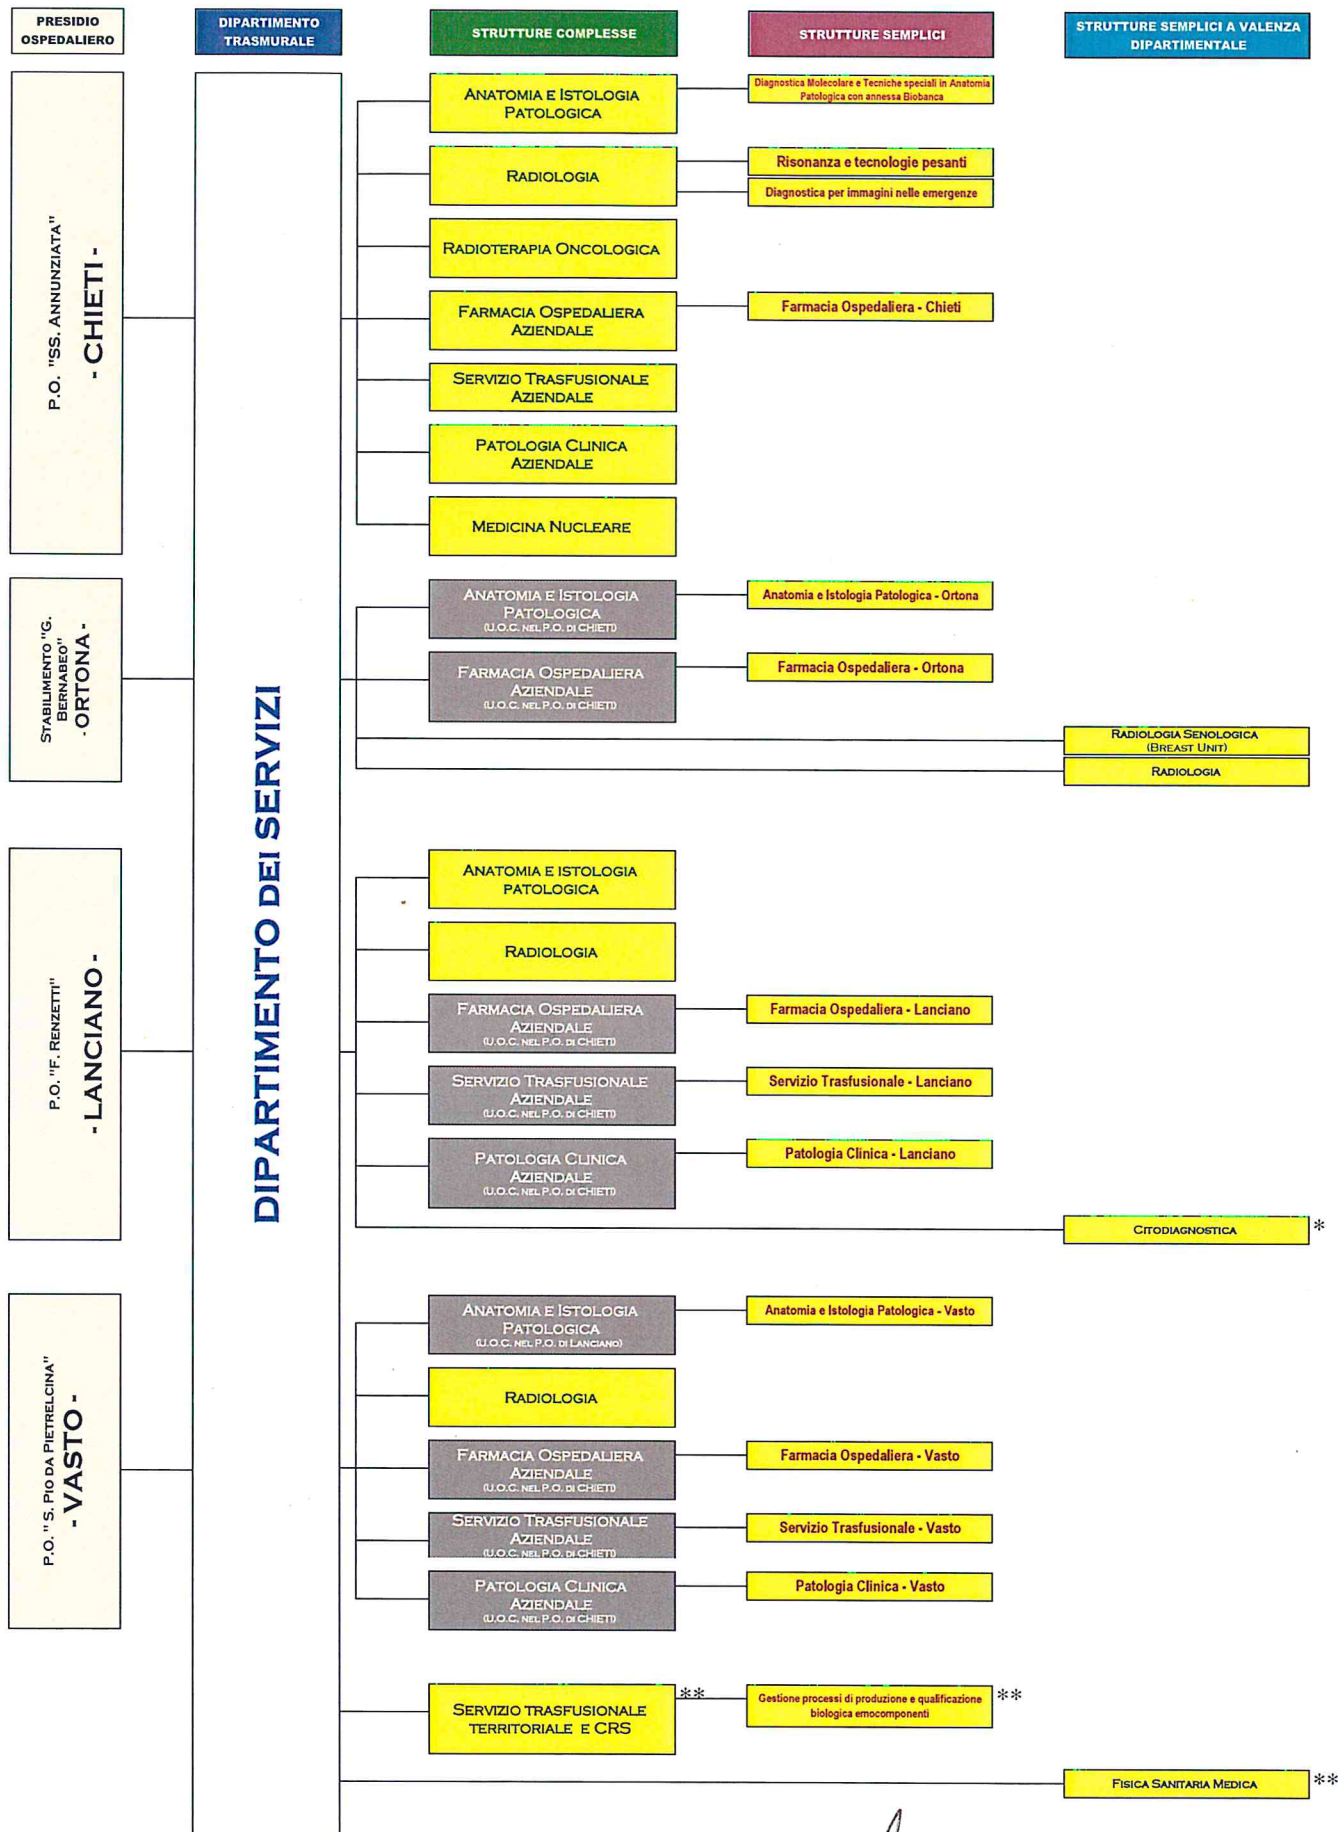 PRESIDIO
OSPEDALIERO
DIPARTIMENTO
TRASMURALE
STRUTTURE COMPLESSE
STRUTTURE SEMPLICI
STRUTTURE SEMPLICI A VALENZA
DIPARTIMENTALE
P.O. "SS. ANNUNZIATA"
- CHIETI -
ANATOMIA E ISTOLOGIA
PATOLOGICA
Diagnostica Molecolare e Tecniche speciali in Anatomia
Patologica con annessa Biobanca
RADIOLOGIA
Risonanza e tecnologie pesanti
Diagnostica per immagini nelle emergenze
RADIOTERAPIA ONCOLOGICA
FARMACIA OSPEDALIERA
AZIENDALE
Farmacia Ospedaliera - Chieti
SERVIZIO TRASFUSIONALE
AZIENDALE
PATOLOGIA CLINICA
AZIENDALE
MEDICINA NUCLEARE
STABILIMENTO "G.
BERNABEO"
- ORTONA -
ANATOMIA E ISTOLOGIA
PATOLOGICA
(U.O.C. NEL P.O. DI CHIETI)
Anatomia e Istologia Patologica - Ortona
FARMACIA OSPEDALIERA
AZIENDALE
(U.O.C. NEL P.O. DI CHIETI)
Farmacia Ospedaliera - Ortona
RADIOLOGIA SENOLOGICA
(BREAST UNIT)
RADIOLOGIA
DIPARTIMENTO DEI SERVIZI
P.O. "F. RENZETTI"
- LANCIANO -
ANATOMIA E ISTOLOGIA
PATOLOGICA
RADIOLOGIA
FARMACIA OSPEDALIERA
AZIENDALE
(U.O.C. NEL P.O. DI CHIETI)
Farmacia Ospedaliera - Lanciano
SERVIZIO TRASFUSIONALE
AZIENDALE
(U.O.C. NEL P.O. DI CHIETI)
Servizio Trasfusionale - Lanciano
PATOLOGIA CLINICA
AZIENDALE
(U.O.C. NEL P.O. DI CHIETI)
Patologia Clinica - Lanciano
CITODIAGNOSTICA *
P.O. " S. PIO DA PIETRELCINA"
- VASTO -
ANATOMIA E ISTOLOGIA
PATOLOGICA
(U.O.C. NEL P.O. DI LANCIANO)
Anatomia e Istologia Patologica - Vasto
RADIOLOGIA
FARMACIA OSPEDALIERA
AZIENDALE
(U.O.C. NEL P.O. DI CHIETI)
Farmacia Ospedaliera - Vasto
SERVIZIO TRASFUSIONALE
AZIENDALE
(U.O.C. NEL P.O. DI CHIETI)
Servizio Trasfusionale - Vasto
PATOLOGIA CLINICA
AZIENDALE
(U.O.C. NEL P.O. DI CHIETI)
Patologia Clinica - Vasto
SERVIZIO TRASFUSIONALE
TERRITORIALE E CRS **
Gestione processi di produzione e qualificazione
biologica emocomponenti **
FISICA SANITARIA MEDICA **